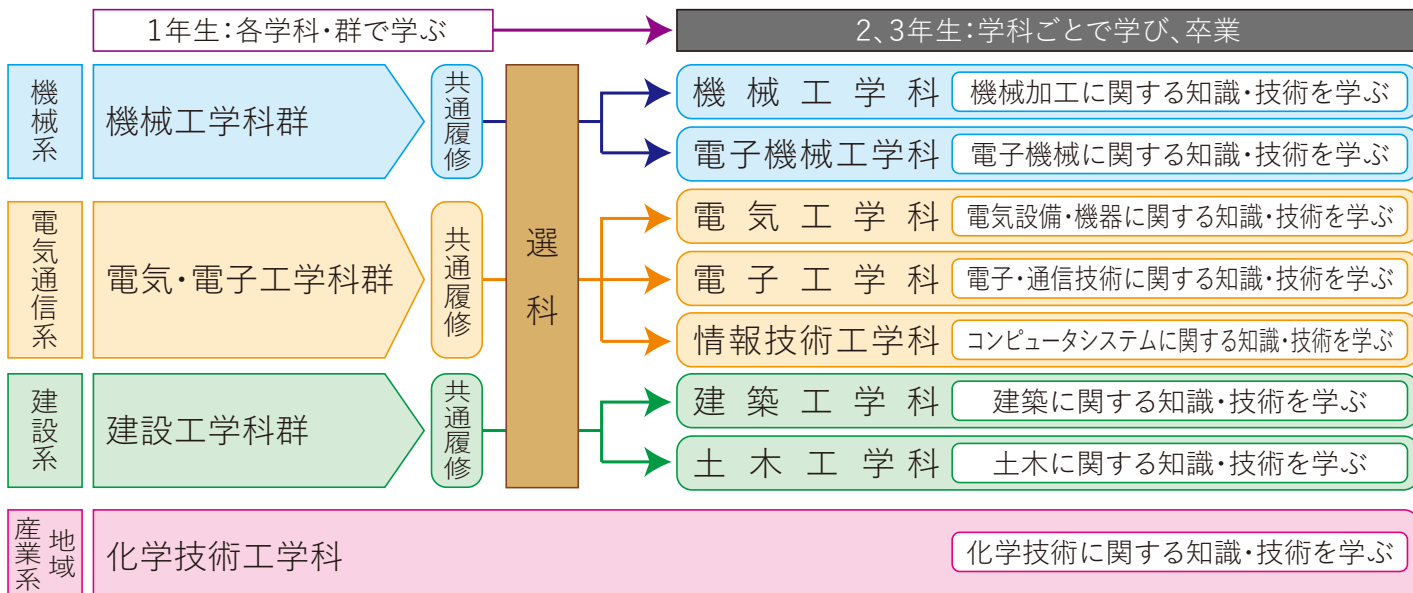 1年生：各学科・群で学ぶ
2、3年生：学科ごとで学び、卒業
機械系
機械工学科群
共通履修
選科
機械工学科
機械加工に関する知識・技術を学ぶ
電子機械工学科
電子機械に関する知識・技術を学ぶ
電気通信系
電気・電子工学科群
共通履修
電気工学科
電気設備・機器に関する知識・技術を学ぶ
電子工学科
電子・通信技術に関する知識・技術を学ぶ
情報技術工学科
コンピュータシステムに関する知識・技術を学ぶ
建設系
建設工学科群
共通履修
建築工学科
建築に関する知識・技術を学ぶ
土木工学科
土木に関する知識・技術を学ぶ
地域
産業系
化学技術工学科
化学技術に関する知識・技術を学ぶ